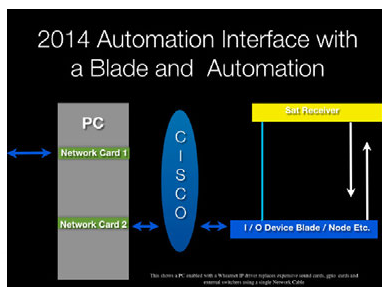 2014 Automation Interface with
a Blade and Automation
PC
Sat Receiver
Network Card 1
CISCO
Network Card 2
I / O Device Blade / Node Etc.
This shows a PC enabled with a Wheatnet IP driver replaces expensive sound cards, gpio cards and
external switchers using a single Network Cable